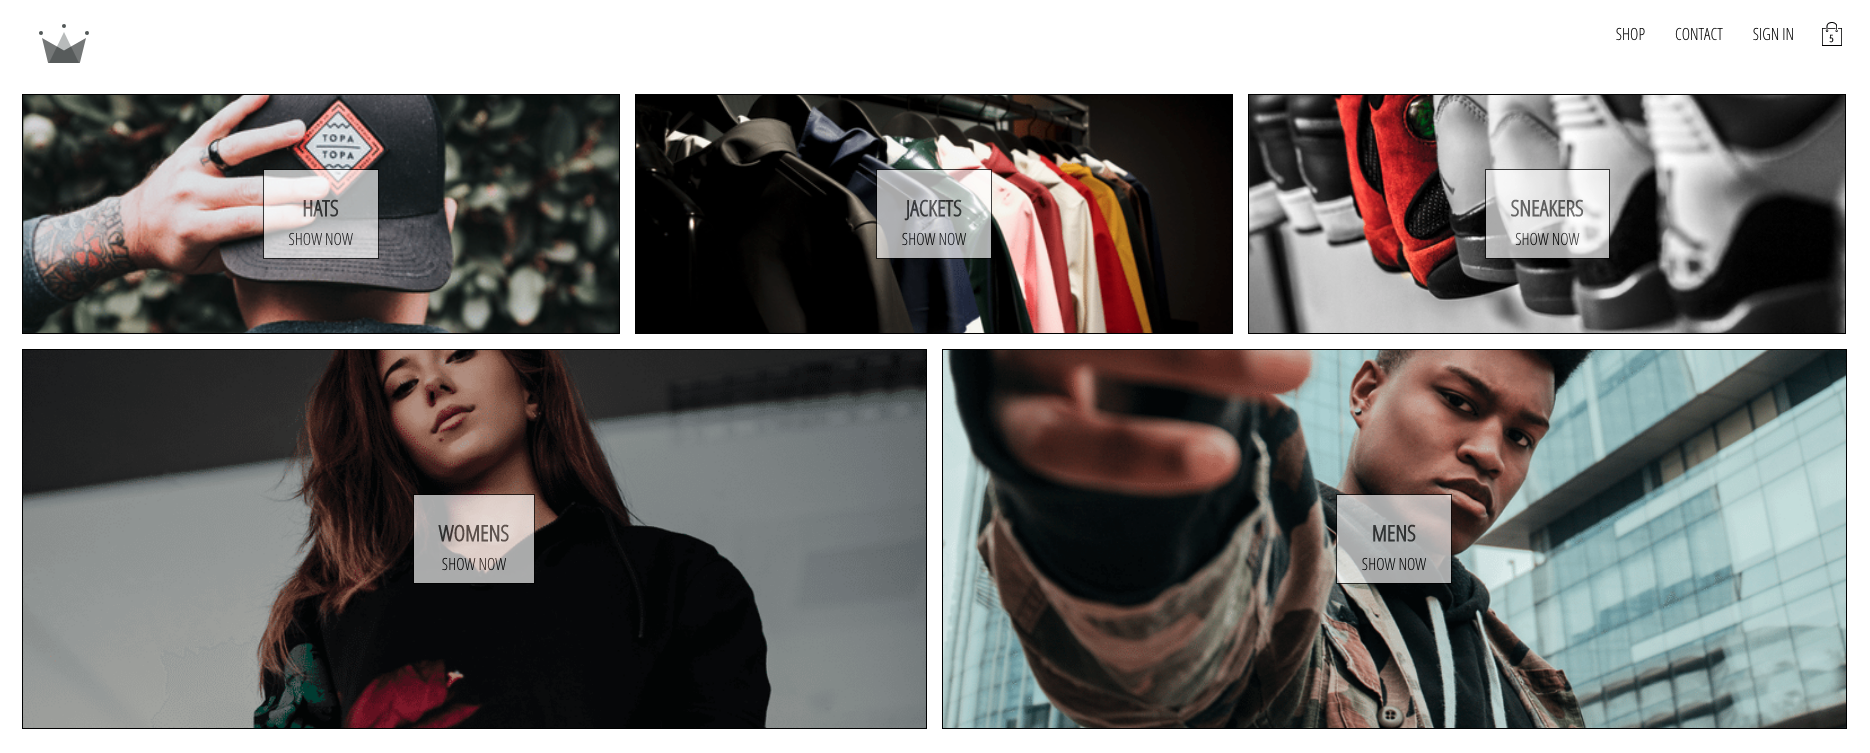 SHOP CONTACT SIGN IN 5
TOPA
TOPA
HATS
SHOW NOW
JACKETS
SHOW NOW
SNEAKERS
SHOW NOW
WOMENS
SHOW NOW
MENS
SHOW NOW